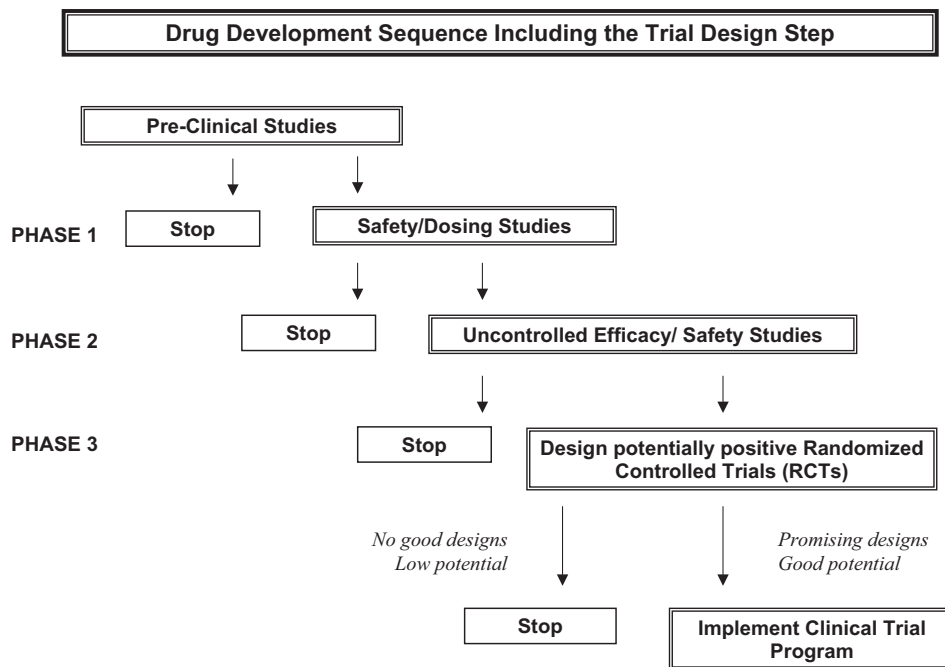 Drug Development Sequence Including the Trial Design Step
Pre-Clinical Studies
PHASE 1
Stop
Safety/Dosing Studies
PHASE 2
Stop
Uncontrolled Efficacy/ Safety Studies
PHASE 3
Stop
Design potentially positive Randomized
Controlled Trials (RCTs)
No good designs
Low potential
Promising designs
Good potential
Stop
Implement Clinical Trial
Program